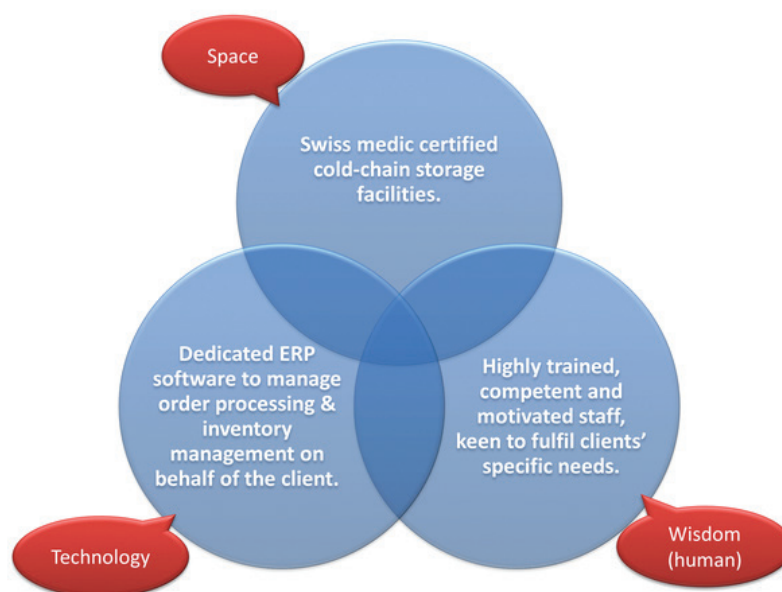 Space
Swiss medic certified
cold-chain storage
facilities.
Dedicated ERP
software to manage
order processing &
inventory
management on
behalf of the client.
Highly trained,
competent and
motivated staff,
keen to fulfil clients’
specific needs.
Technology
Wisdom
(human)